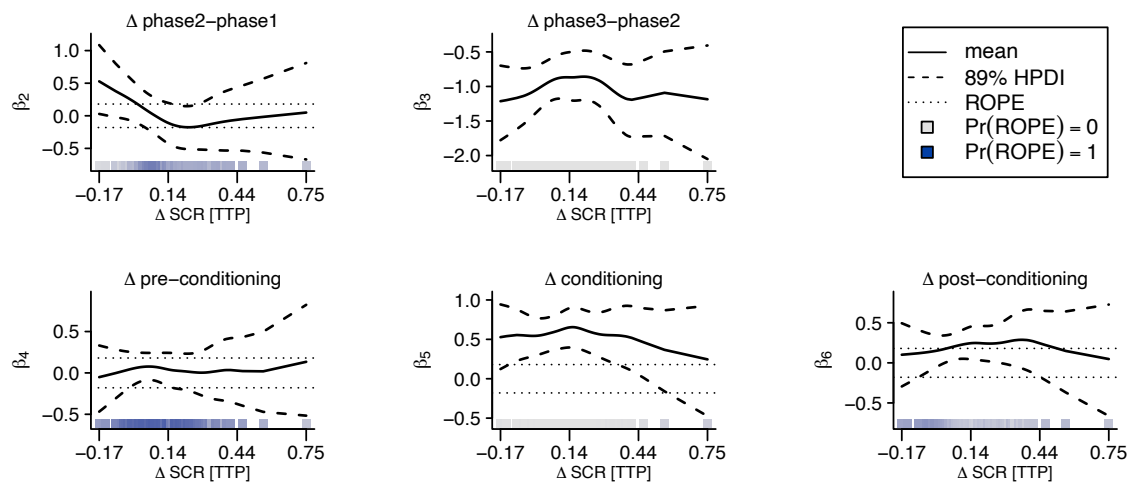 Δ phase2−phase1
β2
1.0
0.5
0.0
−0.5
−0.17 0.14 0.44 0.75
Δ SCR [TTP]
Δ phase3−phase2
β3
−0.5
−1.0
−1.5
−2.0
−0.17 0.14 0.44 0.75
Δ SCR [TTP]
mean
89% HPDI
ROPE
Pr(ROPE) = 0
Pr(ROPE) = 1
Δ pre−conditioning
β4
0.5
0.0
−0.5
−0.17 0.14 0.44 0.75
Δ SCR [TTP]
Δ conditioning
β5
1.0
0.5
0.0
−0.5
−0.17 0.14 0.44 0.75
Δ SCR [TTP]
Δ post−conditioning
β6
0.5
0.0
−0.5
−0.17 0.14 0.44 0.75
Δ SCR [TTP]